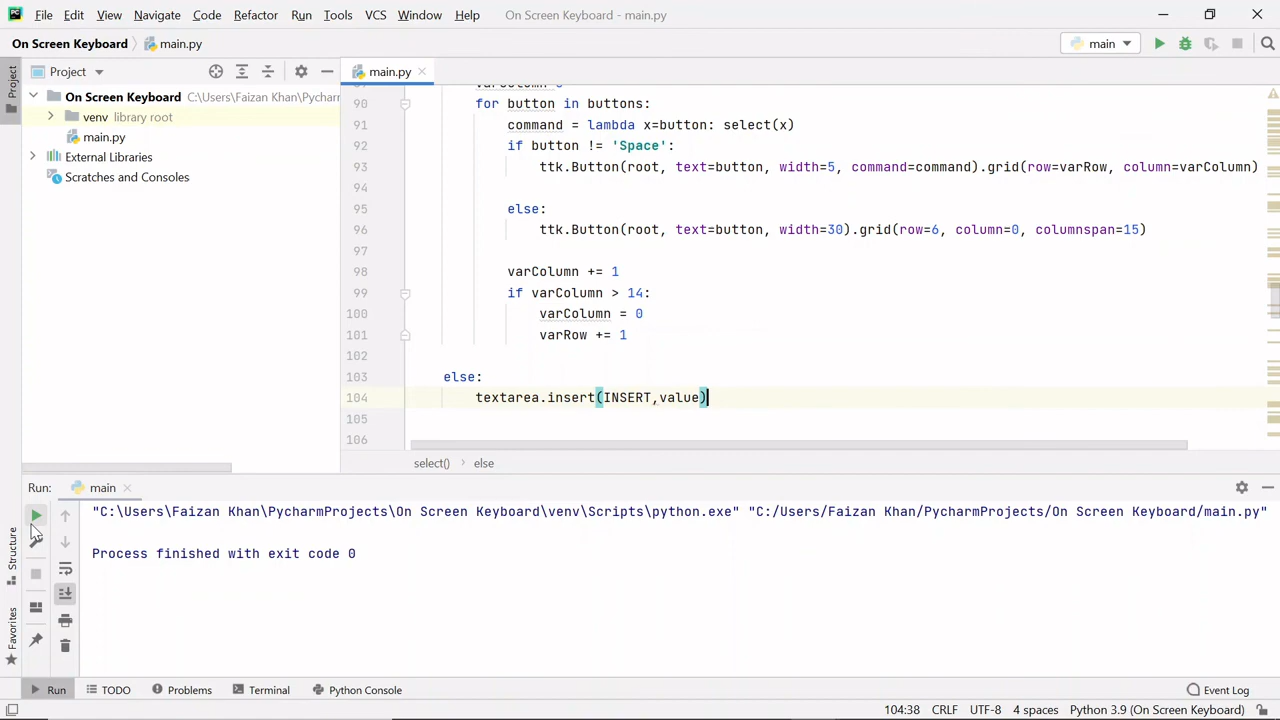 File Edit View Navigate Code Refactor Run Tools VCS Window Help On Screen Keyboard - main.py
On Screen Keyboard main.py main
Project
Project
main.py
On Screen Keyboard C:\Users\Faizan Khan\Pycharm
venv library root
main.py
External Libraries
Scratches and Consoles
90 for button in buttons:
91 command = lambda x=button: select(x)
92 if button != 'Space':
93 ttk.Button(root, text=button, width=5, command=command).grid(row=varRow, column=varColumn)
94
95 else:
96 ttk.Button(root, text=button, width=30).grid(row=6, column=0, columnspan=15)
97
98 varColumn += 1
99 if varColumn > 14:
100 varColumn = 0
101 varRow += 1
102
103 else:
104 textarea.insert(INSERT,value)
105
106
select() else
Run: main
"C:\Users\Faizan Khan\PycharmProjects\On Screen Keyboard\venv\Scripts\python.exe" "C:/Users/Faizan Khan/PycharmProjects/On Screen Keyboard/main.py"
Process finished with exit code 0
Structure
Favorites
Run TODO Problems Terminal Python Console Event Log
104:38 CRLF UTF-8 4 spaces Python 3.9 (On Screen Keyboard)